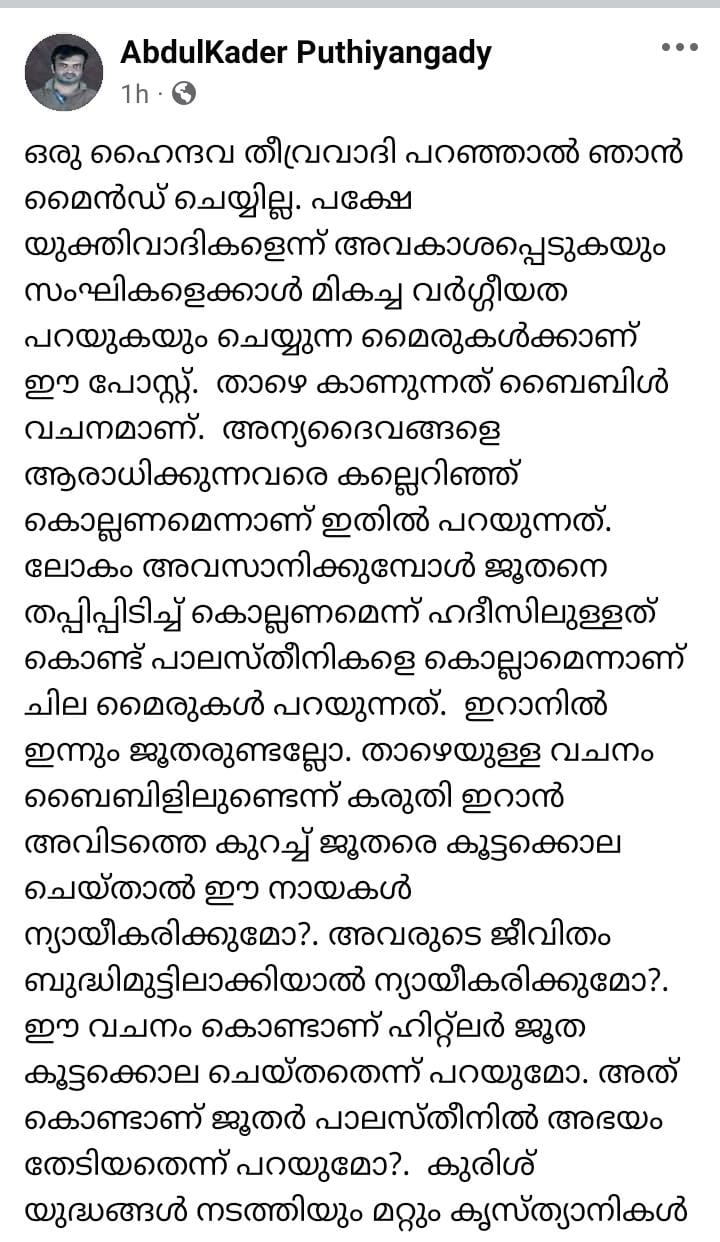 AbdulKader Puthiyangady
1h ·
ഒരു ഹൈന്ദവ തീവ്രവാദി പറഞ്ഞാൽ ഞാൻ
മൈൻഡ് ചെയ്യില്ല. പക്ഷേ
യുക്തിവാദികളെന്ന് അവകാശപ്പെടുകയും
സംഘികളെക്കാൾ മികച്ച വർഗ്ഗീയത
പറയുകയും ചെയ്യുന്ന മൈരുകൾക്കാണ്
ഈ പോസ്റ്റ്.  താഴെ കാണുന്നത് ബൈബിൾ
വചനമാണ്.  അന്യദൈവങ്ങളെ
ആരാധിക്കുന്നവരെ കല്ലെറിഞ്ഞ്
കൊല്ലണമെന്നാണ് ഇതിൽ പറയുന്നത്.
ലോകം അവസാനിക്കുമ്പോൾ ജൂതനെ
തപ്പിപ്പിടിച്ച് കൊല്ലണമെന്ന് ഹദീസിലുള്ളത്
കൊണ്ട് പാലസ്തീനികളെ കൊല്ലാമെന്നാണ്
ചില മൈരുകൾ പറയുന്നത്.  ഇറാനിൽ
ഇന്നും ജൂതരുണ്ടല്ലോ. താഴെയുള്ള വചനം
ബൈബിളിലുണ്ടെന്ന് കരുതി ഇറാൻ
അവിടത്തെ കുറച്ച് ജൂതരെ കൂട്ടക്കൊല
ചെയ്താൽ ഈ നായകൾ
ന്യായീകരിക്കുമോ?. അവരുടെ ജീവിതം
ബുദ്ധിമുട്ടിലാക്കിയാൽ ന്യായീകരിക്കുമോ?.
ഈ വചനം കൊണ്ടാണ് ഹിറ്റ്ലർ ജൂത
കൂട്ടക്കൊല ചെയ്തതെന്ന് പറയുമോ. അത്
കൊണ്ടാണ് ജൂതർ പാലസ്തീനിൽ അഭയം
തേടിയതെന്ന് പറയുമോ?.  കുരിശ്
യുദ്ധങ്ങൾ നടത്തിയും മറ്റും കൃസ്ത്യാനികൾ